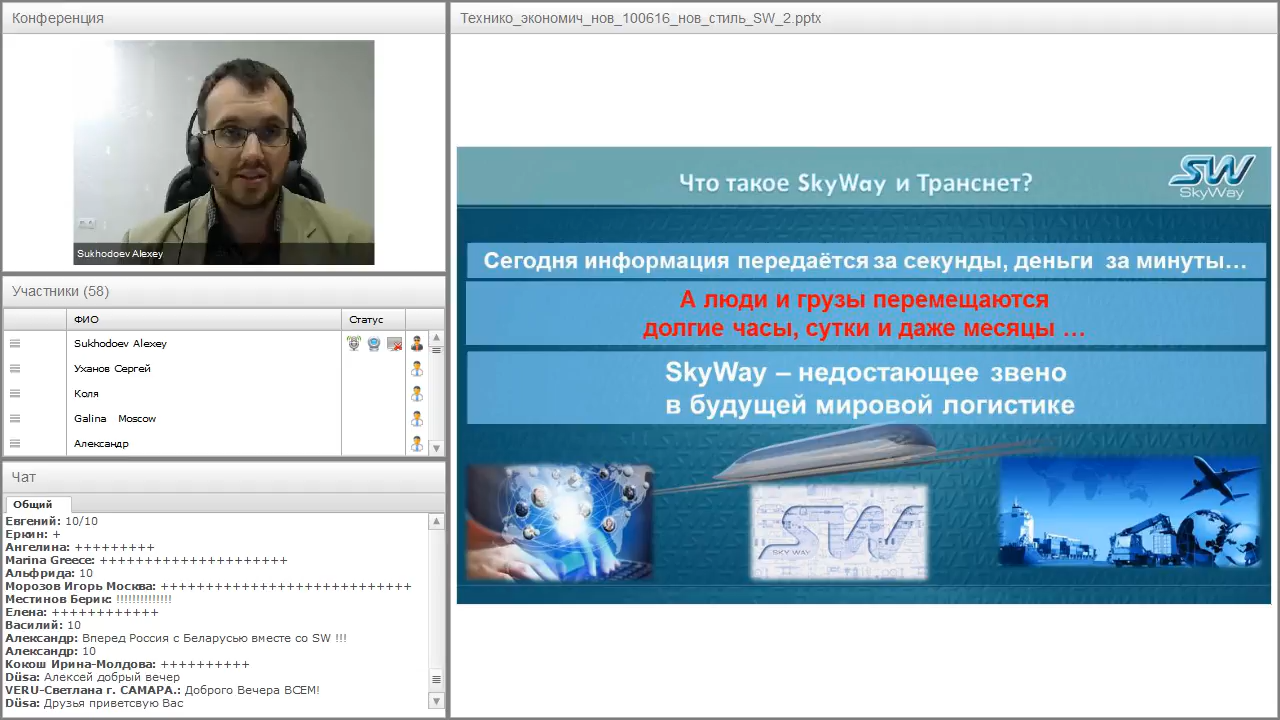 Конференция
Sukhodoev Alexey
Участники (58)
ФИО
Статус
Sukhodoev Alexey
Уханов Сергей
Коля
Galina Moscow
Александр
Чат
Общий
Евгений: 10/10
Еркин: +
Ангелина: +++++++++
Marina Greece: ++++++++++++++++++++
Альфрида: 10
Морозов Игорь Москва: +++++++++++++++++++++++++++
Местинов Берик: !!!!!!!!!!!!!!
Елена: ++++++++++++
Василий: 10
Александр: Вперед Россия с Беларусью вместе со SW !!!
Александр: 10
Кокош Ирина-Молдова: ++++++++++
Düsa: Алексей добрый вечер
VERU-Светлана г. САМАРА.: Доброго Вечера ВСЕМ!
Düsa: Друзья приветсвую Вас
Технико_экономич_нов_100616_нов_стиль_SW_2.pptx
Что такое SkyWay и Транснет?
SW
SkyWay
Сегодня информация передаётся за секунды, деньги за минуты…
А люди и грузы перемещаются
долгие часы, сутки и даже месяцы …
SkyWay – недостающее звено
в будущей мировой логистике
SW
SKY WAY